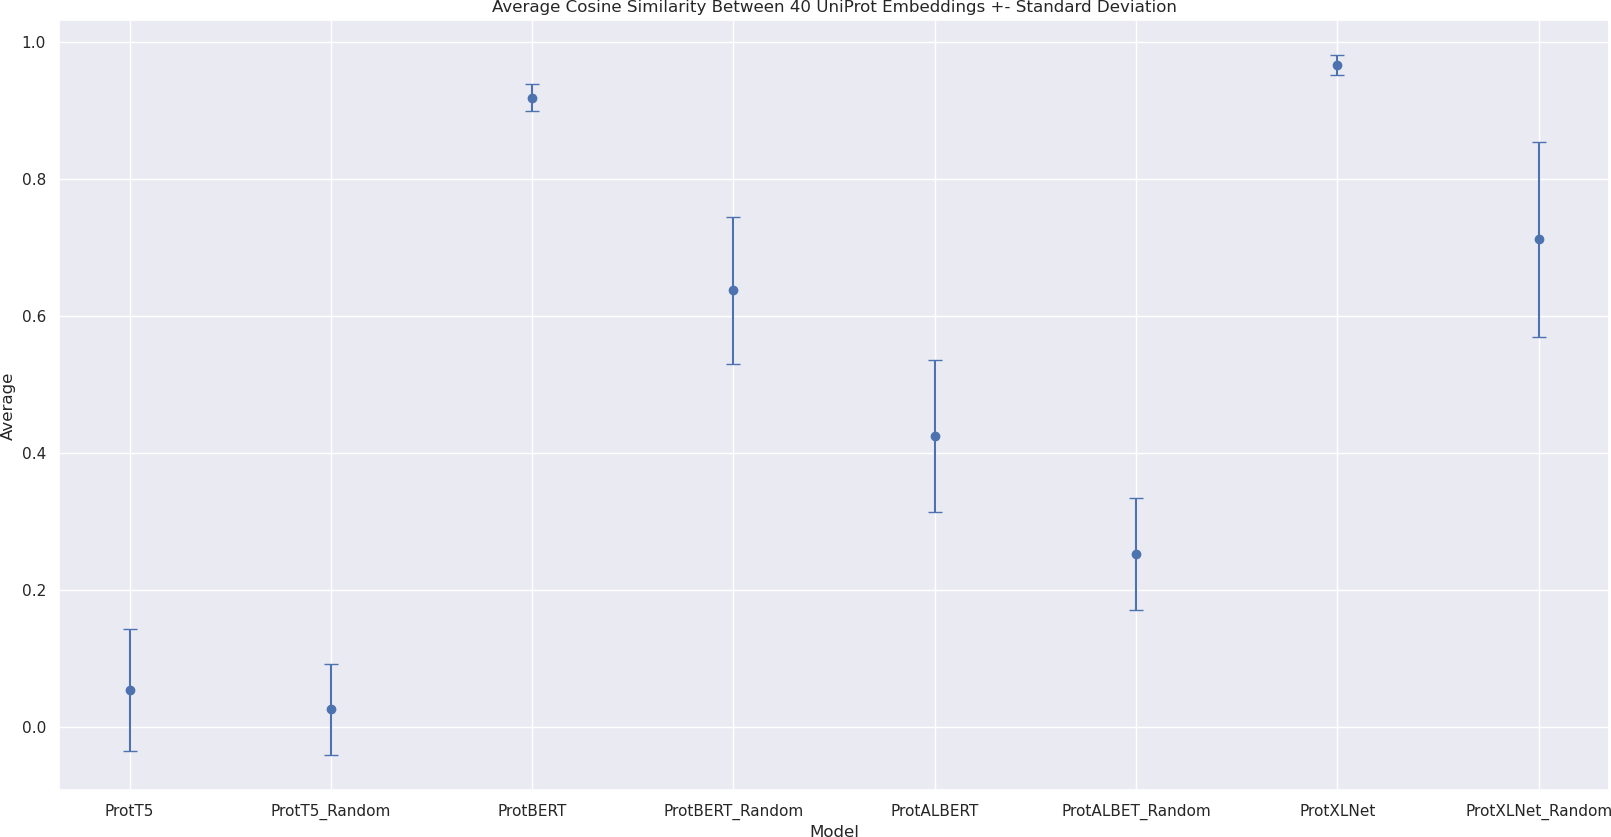 Average Cosine Similarity Between 40 UniProt Embeddings +- Standard Deviation
1.0
0.8
0.6
0.4
0.2
0.0
Average
ProtT5 ProtT5_Random ProtBERT ProtBERT_Random ProtALBERT ProtALBET_Random ProtXLNet ProtXLNet_Random
Model